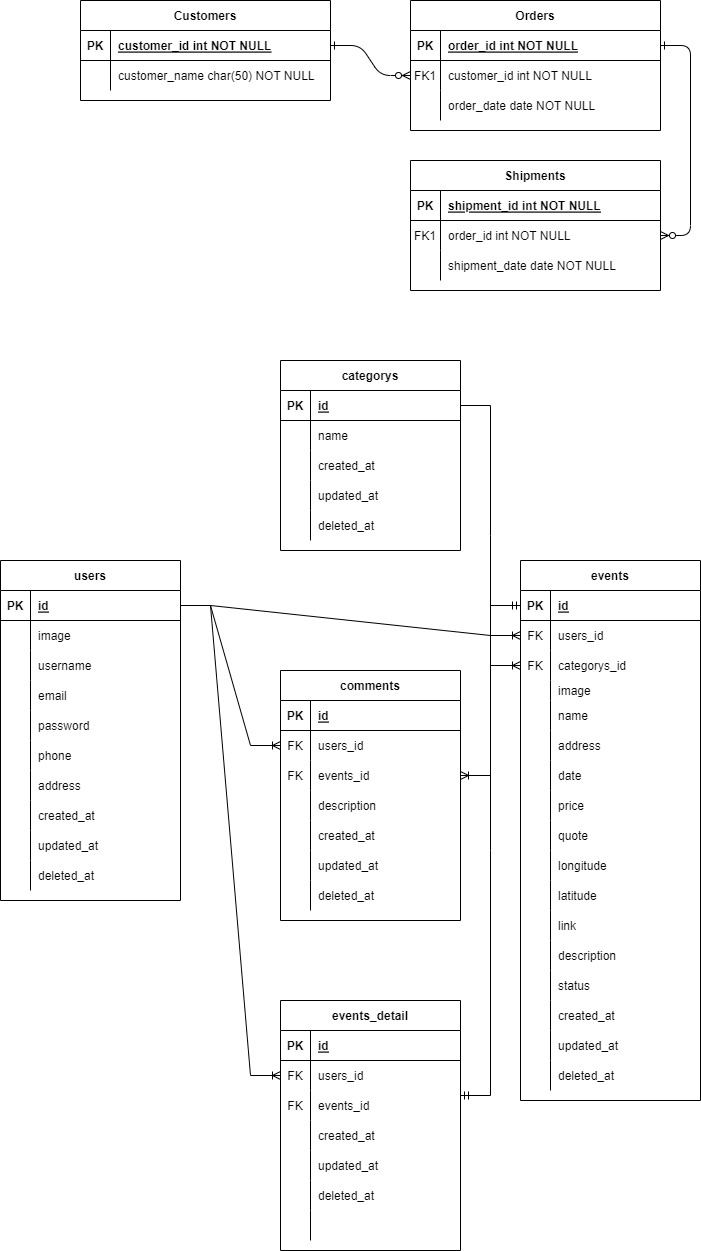 Customers
PK customer_id int NOT NULL
customer_name char(50) NOT NULL
Orders
PK order_id int NOT NULL
FK1 customer_id int NOT NULL
order_date date NOT NULL
Shipments
PK shipment_id int NOT NULL
FK1 order_id int NOT NULL
shipment_date date NOT NULL
categorys
PK id
name
created_at
updated_at
deleted_at
users
PK id
image
username
email
password
phone
address
created_at
updated_at
deleted_at
comments
PK id
FK users_id
FK events_id
description
created_at
updated_at
deleted_at
events_detail
PK id
FK users_id
FK events_id
created_at
updated_at
deleted_at
events
PK id
FK users_id
FK categorys_id
image
name
address
date
price
quote
longitude
latitude
link
description
status
created_at
updated_at
deleted_at